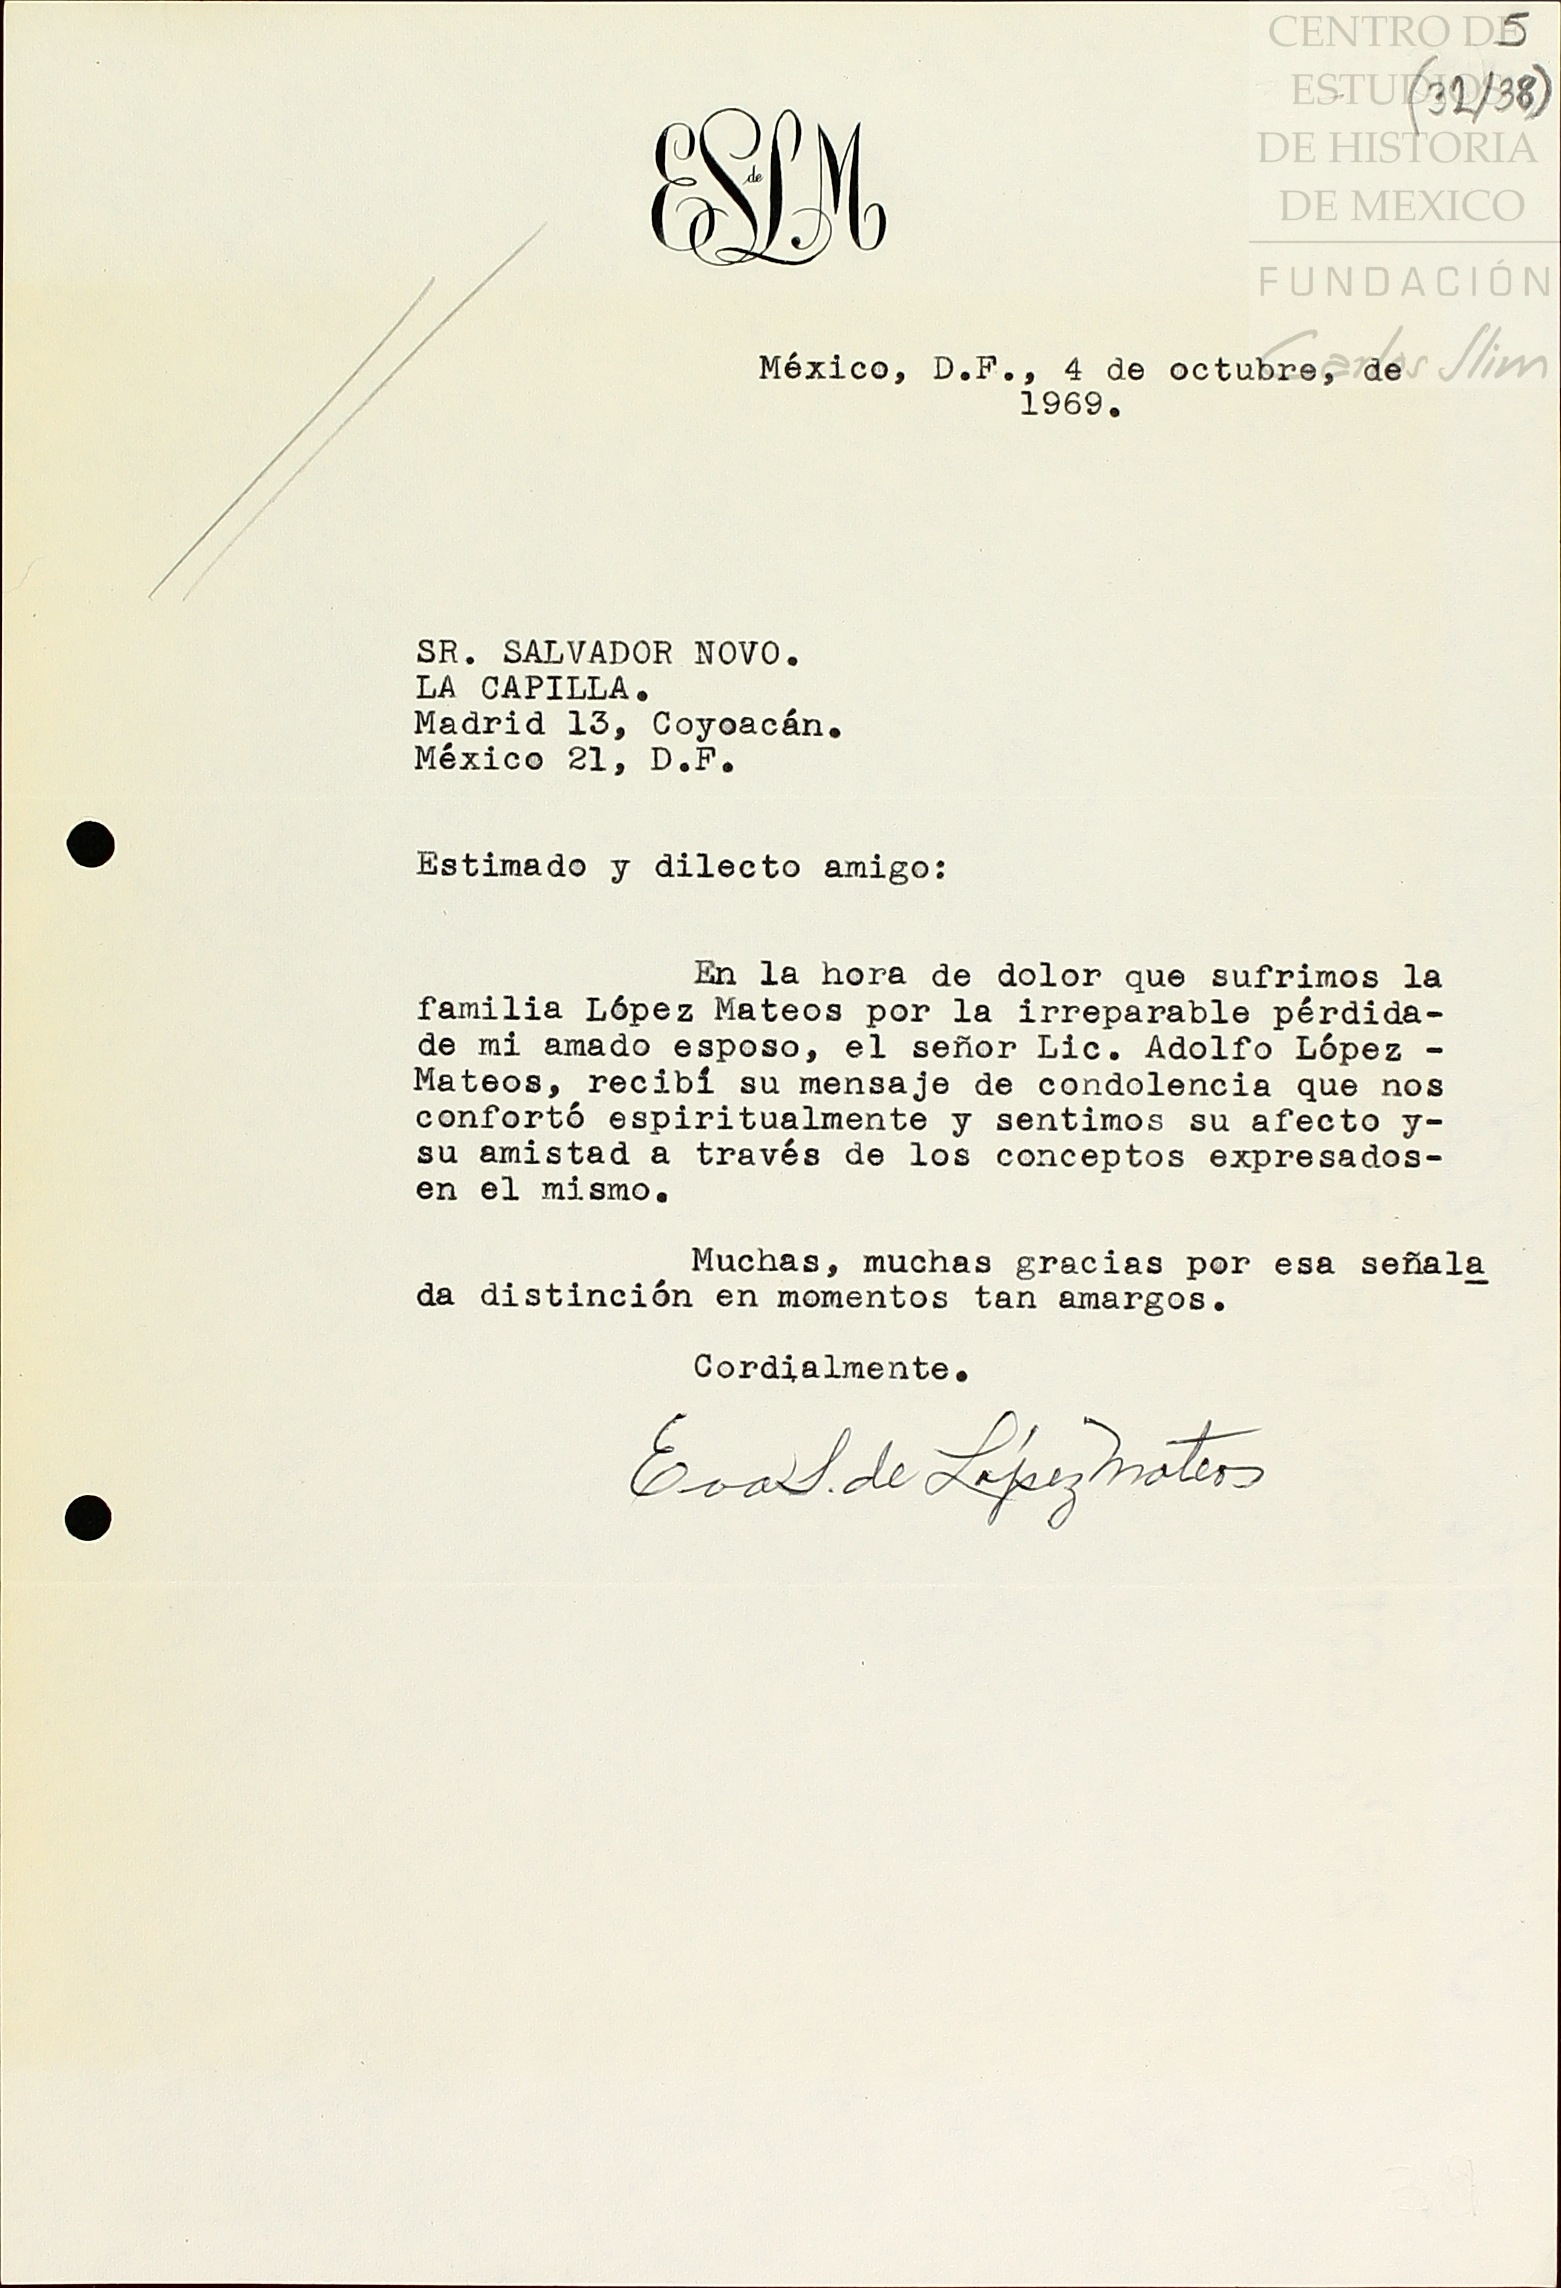 CENTRO DE
ESTUDIOS
DE HISTORIA
DE MEXICO
FUNDACIÓN
Carlos Slim
5
(32/38)
ES de LM
México, D.F., 4 de octubre, de
1969.
SR. SALVADOR NOVO.
LA CAPILLA.
Madrid 13, Coyoacán.
México 21, D.F.
Estimado y dilecto amigo:
En la hora de dolor que sufrimos la
familia López Mateos por la irreparable pérdida-
de mi amado esposo, el señor Lic. Adolfo López -
Mateos, recibí su mensaje de condolencia que nos
confortó espiritualmente y sentimos su afecto y-
su amistad a través de los conceptos expresados-
en el mismo.
Muchas, muchas gracias por esa señala
da distinción en momentos tan amargos.
Cordialmente.
Eva S. de López Mateos